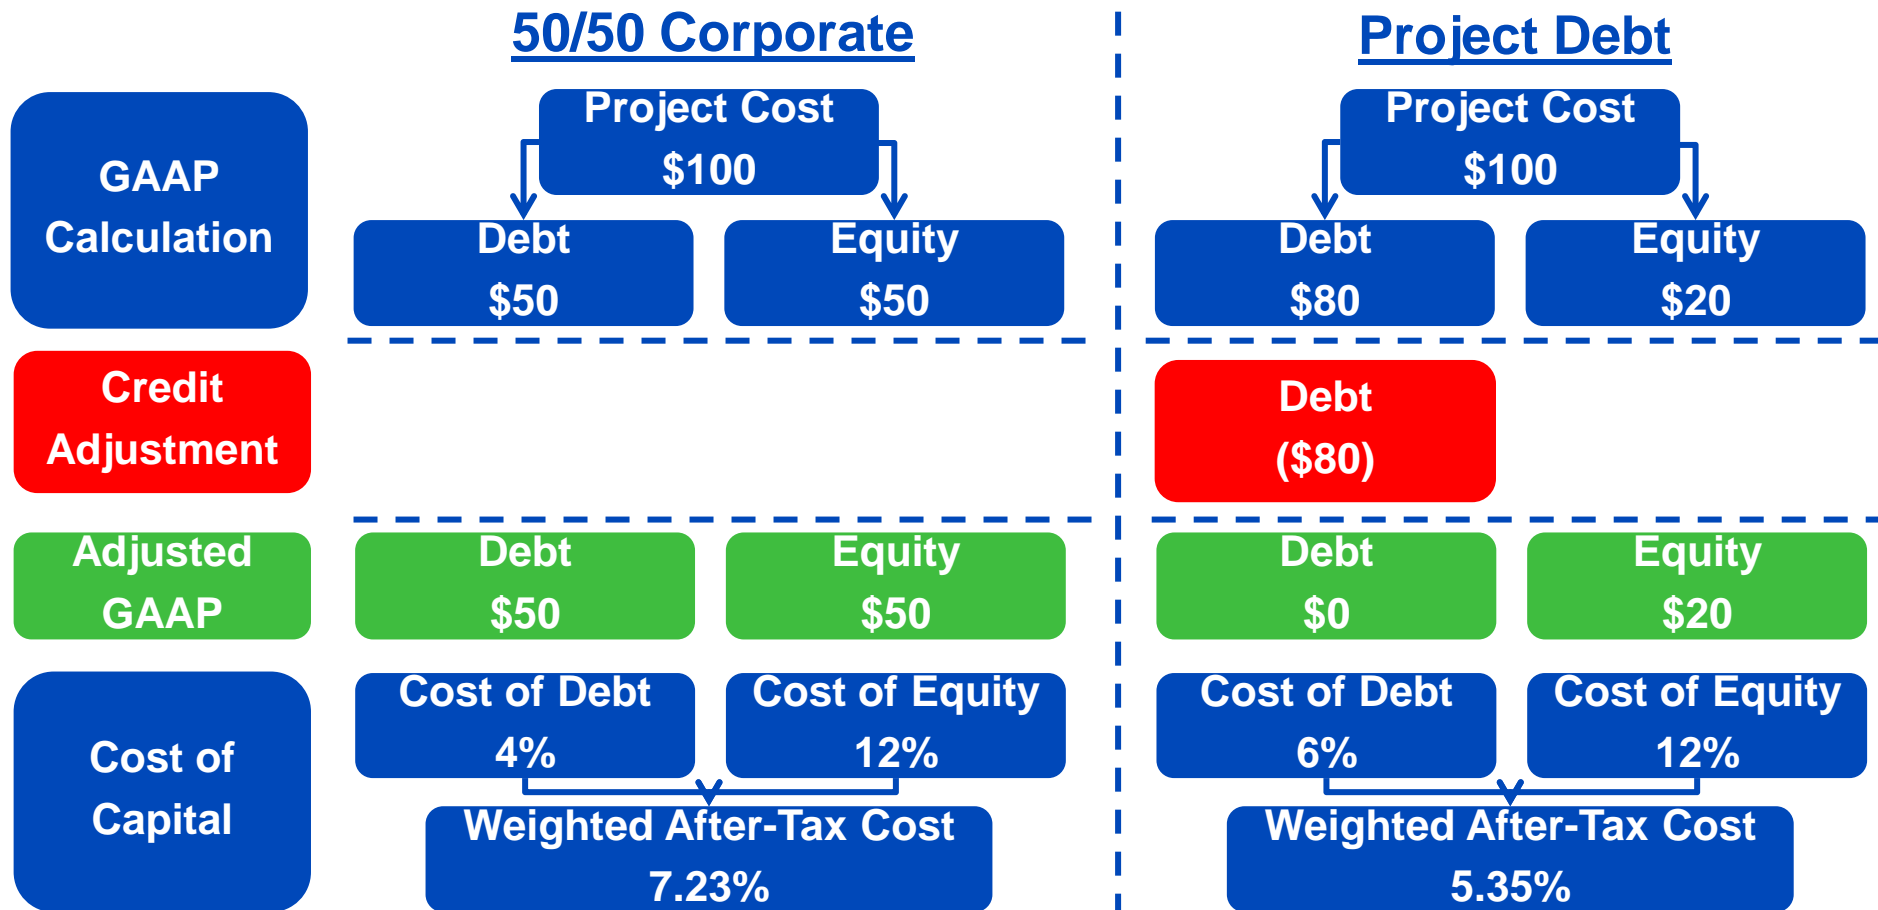 50/50 Corporate
Project Debt
GAAP
Calculation
Project Cost
$100
Debt
$50
Equity
$50
Project Cost
$100
Debt
$80
Equity
$20
Credit
Adjustment
Debt
($80)
Adjusted
GAAP
Debt
$50
Equity
$50
Debt
$0
Equity
$20
Cost of
Capital
Cost of Debt
4%
Cost of Equity
12%
Weighted After-Tax Cost
7.23%
Cost of Debt
6%
Cost of Equity
12%
Weighted After-Tax Cost
5.35%